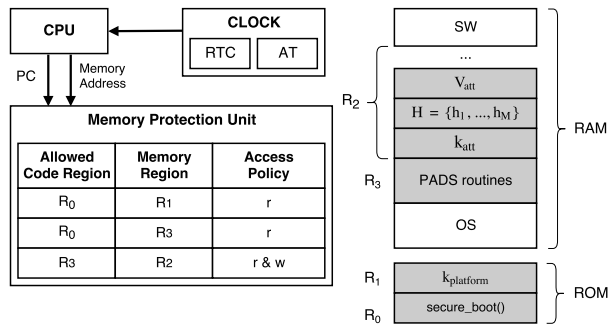 CPU
CLOCK
RTC
AT
PC
Memory
Address
Memory Protection Unit
Allowed
Code Region
Memory
Region
Access
Policy
R0
R1
r
R0
R3
r
R3
R2
r & w
SW
...
Vatt
R2
H = {h1, ..., hM}
katt
RAM
R3
PADS routines
OS
R1
kplatform
ROM
R0
secure_boot()